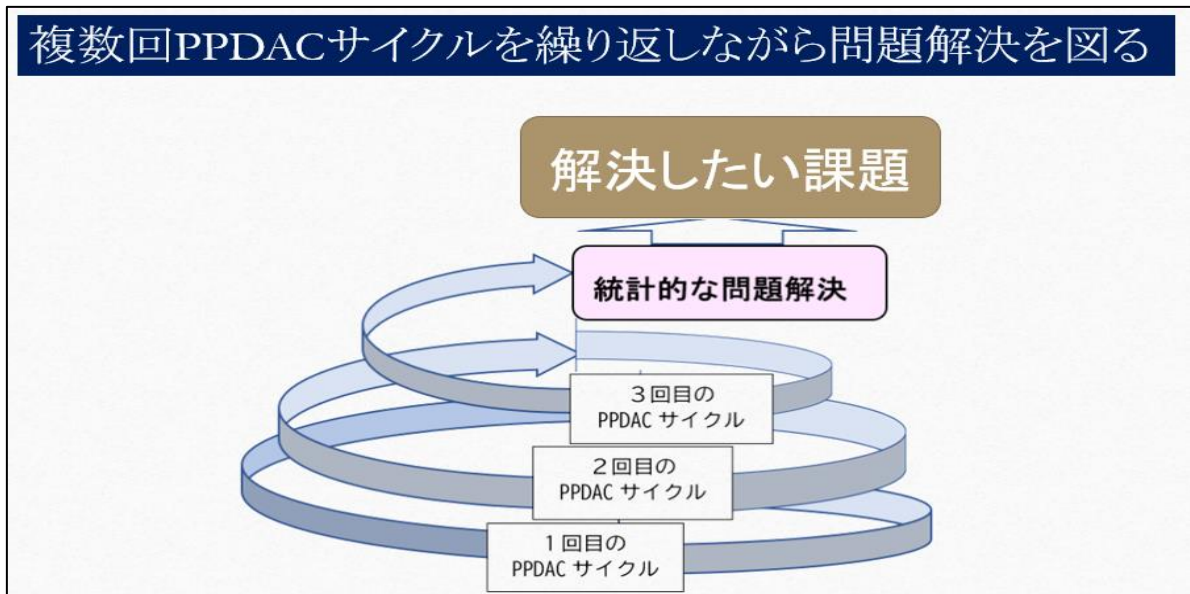 複数回PPDACサイクルを繰り返しながら問題解決を図る
解決したい課題
統計的な問題解決
３回目の
PPDAC サイクル
２回目の
PPDAC サイクル
１回目の
PPDAC サイクル